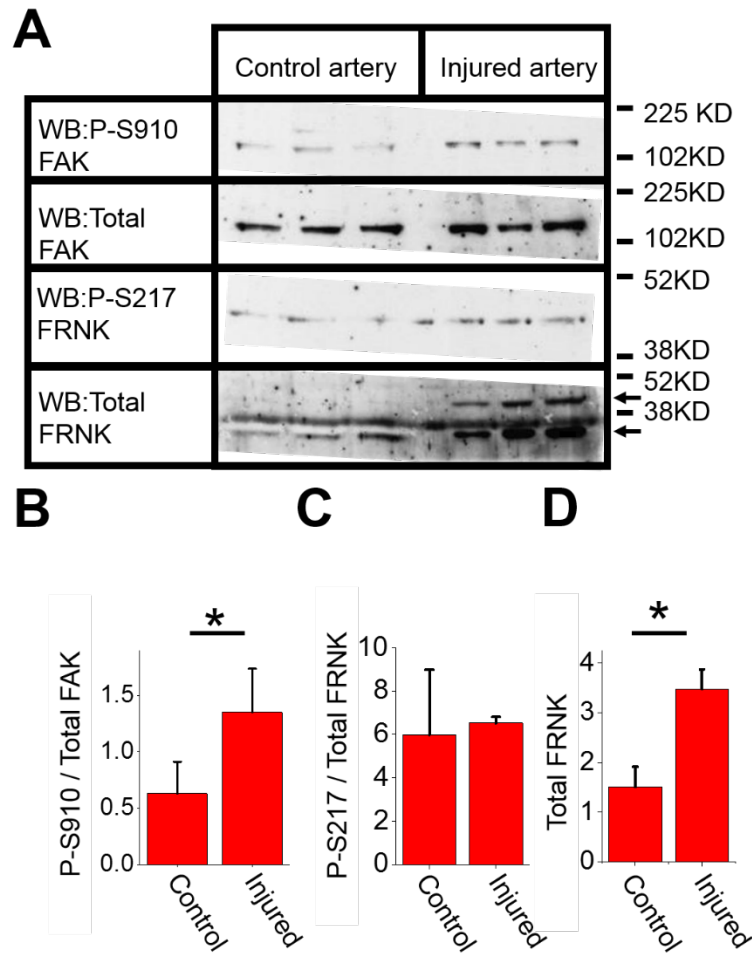 A
Control artery
Injured artery
WB:P-S910
FAK
225 KD
102KD
WB:Total
FAK
225KD
102KD
WB:P-S217
FRNK
52KD
38KD
WB:Total
FRNK
52KD
38KD
B
P-S910 / Total FAK
*
1.5
1.0
0.5
0.0
Control
Injured
C
P-S217 / Total FRNK
10
8
6
4
2
0
Control
Injured
D
Total FRNK
*
4
3
2
1
0
Control
Injured